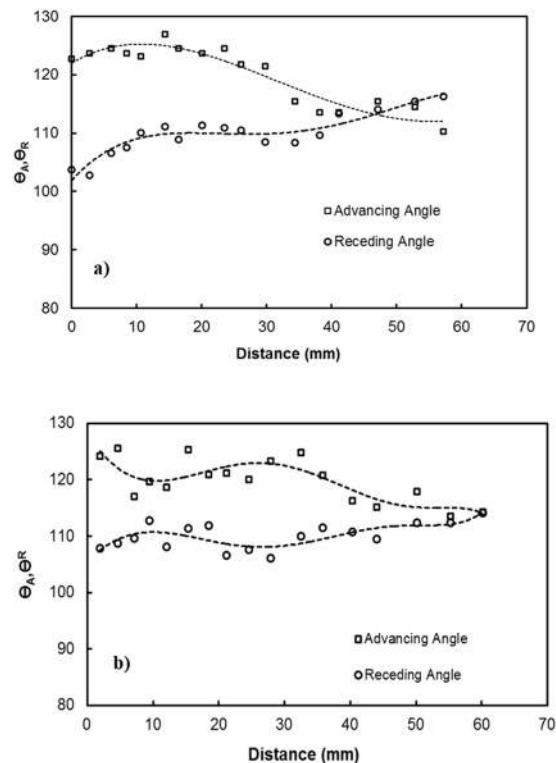 130
120
110
100
90
80
ϴA,ϴR
□ Advancing Angle
○ Receding Angle
a)
0 10 20 30 40 50 60 70
Distance (mm)
130
120
110
100
90
80
ϴA,ϴR
□ Advancing Angle
○ Receding Angle
b)
0 10 20 30 40 50 60 70
Distance (mm)